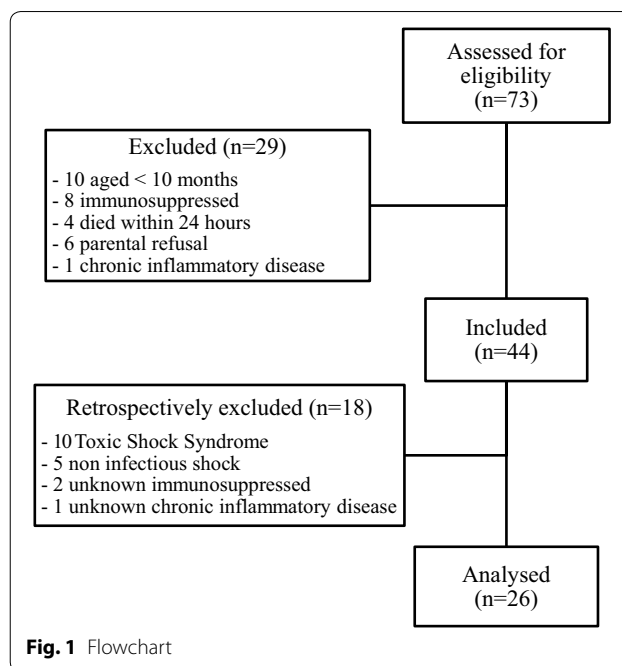 Assessed for
eligibility
(n=73)
Excluded (n=29)
- 10 aged < 10 months
- 8 immunosuppressed
- 4 died within 24 hours
- 6 parental refusal
- 1 chronic inflammatory disease
Included
(n=44)
Retrospectively excluded (n=18)
- 10 Toxic Shock Syndrome
- 5 non infectious shock
- 2 unknown immunosuppressed
- 1 unknown chronic inflammatory disease
Analysed
(n=26)
Fig. 1 Flowchart